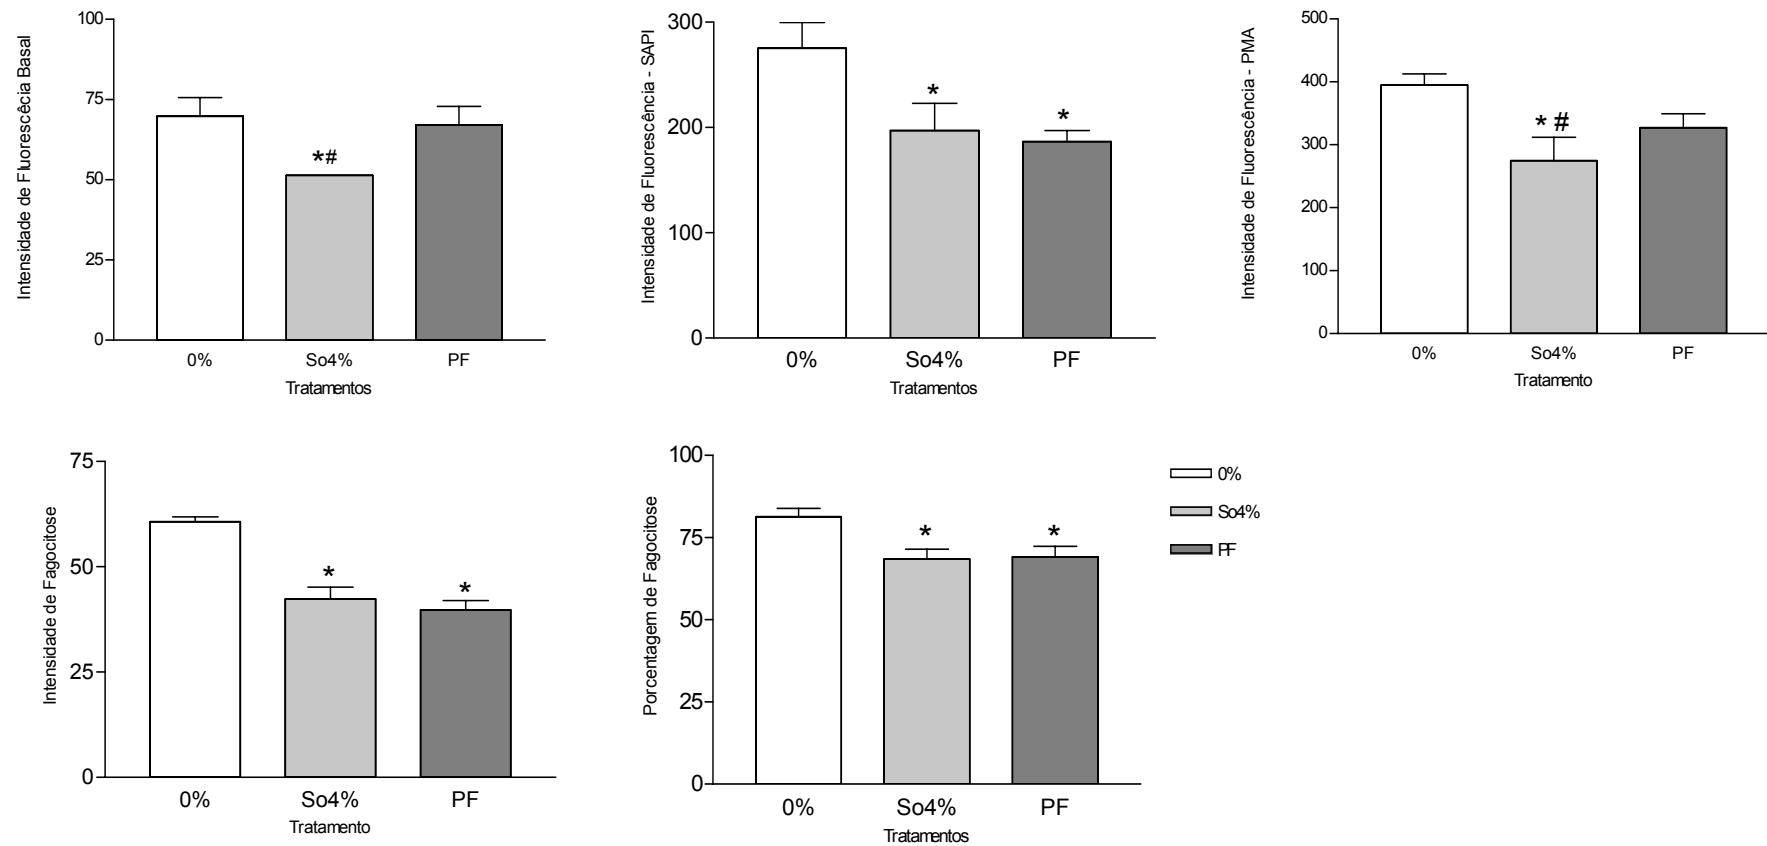 Intensidade de Fluorescêcia Basal
100
75
50
25
0
*#
0% So4% PF
Tratamentos
Intensidade de Fluorescência - SAPI
300
200
100
0
* *
0% So4% PF
Tratamentos
Intensidade de Fluorescência - PMA
500
400
300
200
100
0
* #
0% So4% PF
Tratamento
Intensidade de Fagocitose
75
50
25
0
* *
0% So4% PF
Tratamento
Porcentagem de Fagocitose
100
75
50
25
0
* *
0% So4% PF
Tratamentos
0%
So4%
PF